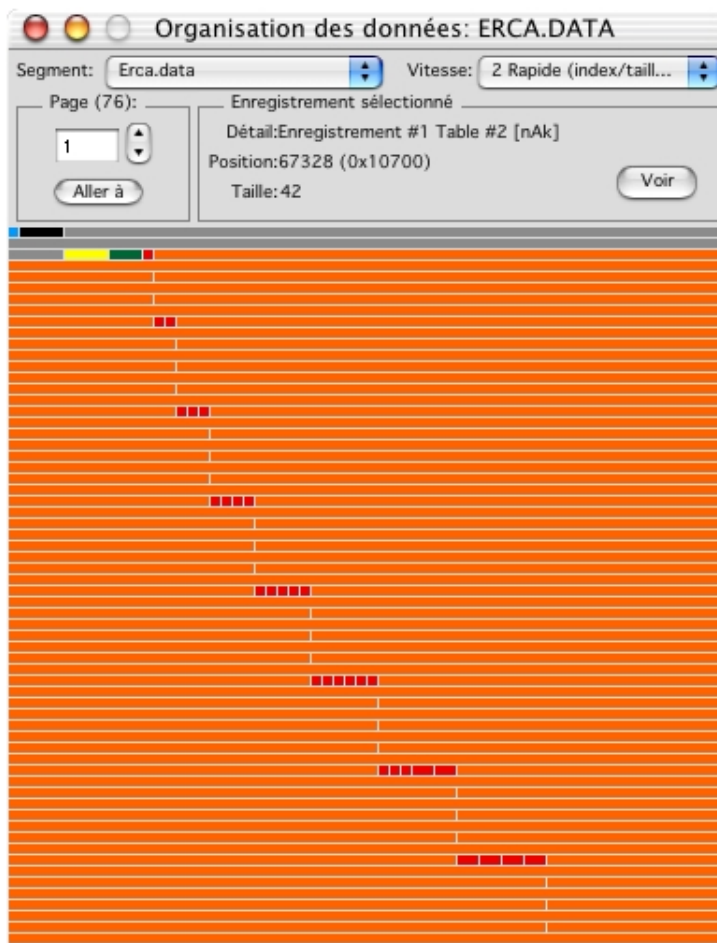 Organisation des données: ERCA.DATA
Segment: Erca.data Vitesse: 2 Rapide (index/taill...
Page (76):
1
Aller à
Enregistrement sélectionné
Détail:Enregistrement #1 Table #2 [nAk]
Position:67328 (0x10700)
Taille: 42
Voir